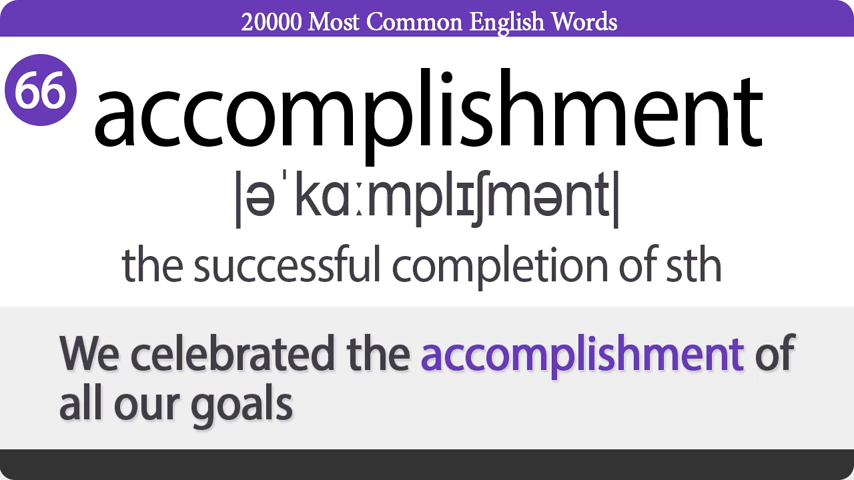 20000 Most Common English Words
66
accomplishment
|əˈkɑːmplɪʃmənt|
the successful completion of sth
We celebrated the accomplishment of
all our goals